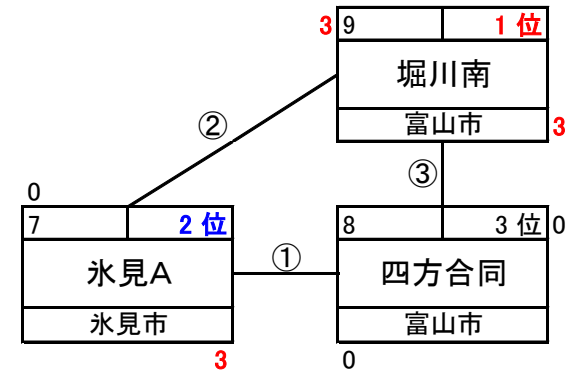 3 9 1 位
堀川南
富山市 3
②
③
0
7 2 位
氷見A
氷見市
3
①
8 3 位 0
四方合同
富山市
0